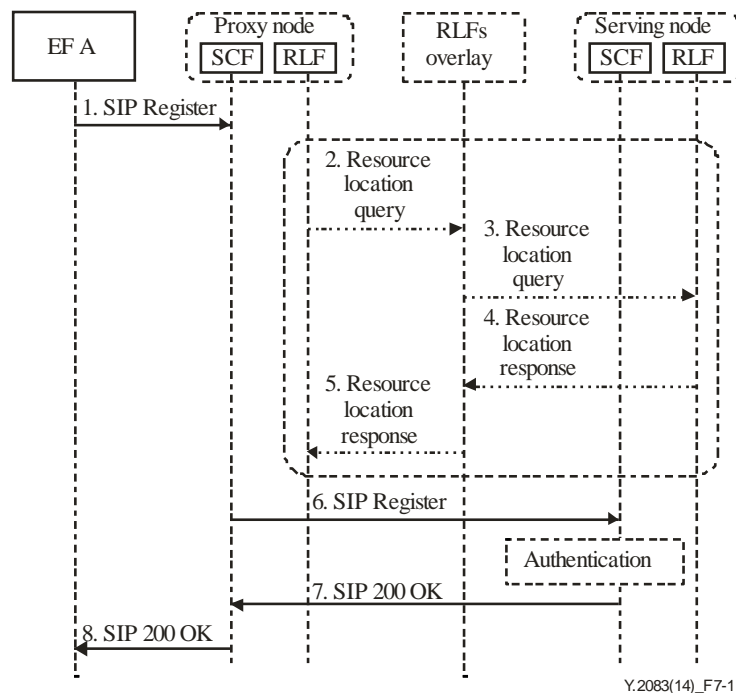 EF A
Proxy node
SCF
RLF
RLFs
overlay
Serving node
SCF
RLF
1. SIP Register
2. Resource
location
query
3. Resource
location
query
4. Resource
location
response
5. Resource
location
response
6. SIP Register
Authentication
7. SIP 200 OK
8. SIP 200 OK
Y.2083(14)_F7-1